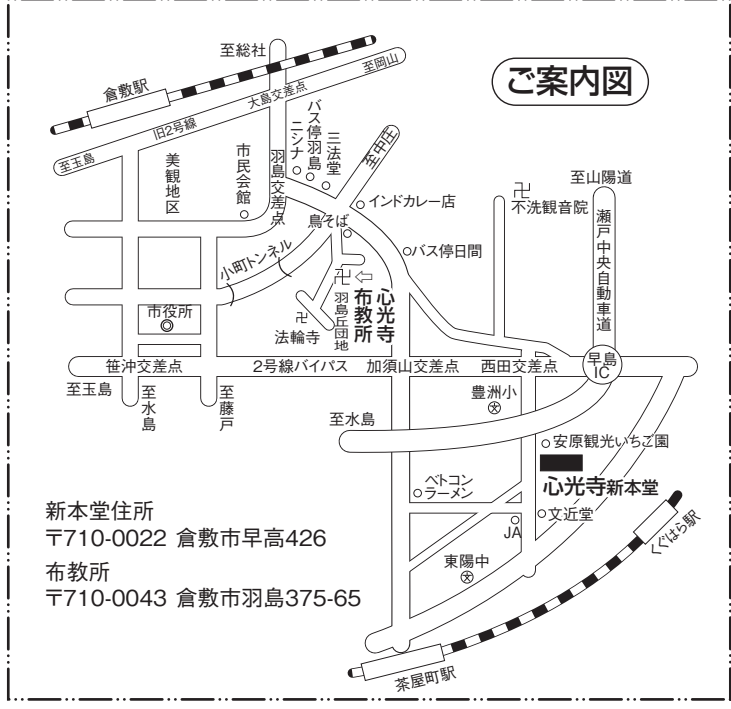 ご案内図
至総社
至岡山
倉敷駅
大島交差点
旧2号線
至玉島
美観地区
市民会館
羽島交差点
ニシナ
バス停羽島
三法堂
至中庄
インドカレー店
鳥そば
バス停日間
不洗観音院
至山陽道
瀬戸中央自動車道
小町トンネル
市役所
法輪寺
羽島丘団地
心光寺
布教所
笹沖交差点
2号線バイパス
加須山交差点
西田交差点
早島
IC
至玉島
至水島
至藤戸
豊洲小
至水島
安原観光いちご園
心光寺新本堂
ベトコン
ラーメン
文近堂
JA
くぐはら駅
東陽中
茶屋町駅
新本堂住所
〒710-0022 倉敷市早高426
布教所
〒710-0043 倉敷市羽島375-65